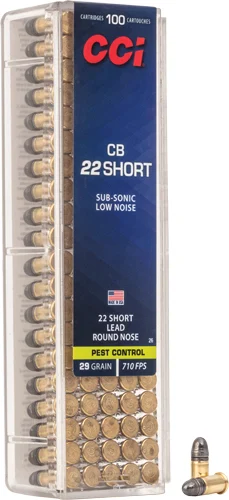 CARTRIDGES 100 CARTOUCHES
CCI
CB
22 SHORT
SUB-SONIC
LOW NOISE
22 SHORT
LEAD
ROUND NOSE
PEST CONTROL
29 GRAIN 710 FPS